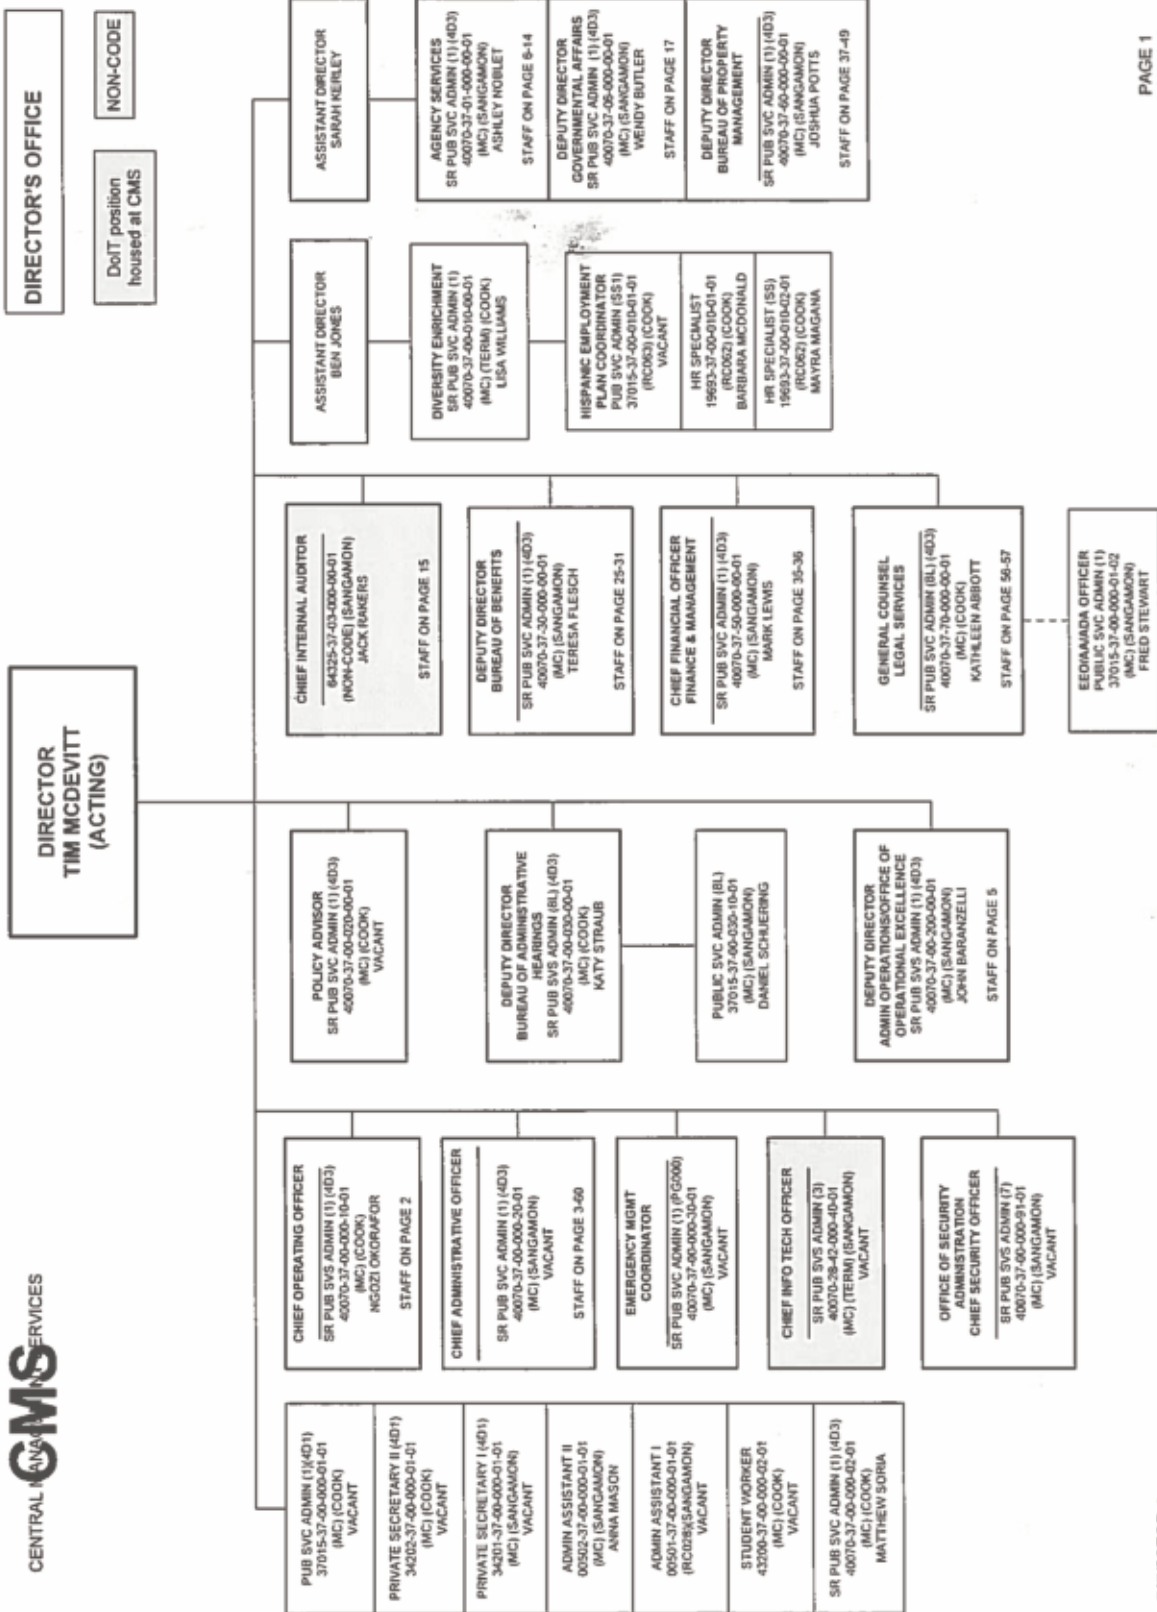 CENTRAL MANAGEMENT SERVICES
CMS
DIRECTOR
TIM MCDEVITT
(ACTING)
DIRECTOR'S OFFICE
DoIT position
housed at CMS
NON-CODE
PUB SVC ADMIN (1)(4D1)
37015-37-00-000-01-01
(MC) (COOK)
VACANT
PRIVATE SECRETARY II (4D1)
34202-37-00-000-01-01
(MC) (COOK)
VACANT
PRIVATE SECRETARY I (4D1)
34201-37-00-000-01-01
(MC) (SANGAMON)
VACANT
ADMIN ASSISTANT II
00502-37-00-000-01-01
(MC) (SANGAMON)
ANNA MASON
ADMIN ASSISTANT I
00501-37-00-000-01-01
(RC028)(SANGAMON)
VACANT
STUDENT WORKER
43200-37-00-000-02-01
(MC) (COOK)
VACANT
SR PUB SVC ADMIN (1) (4D3)
40070-37-00-000-02-01
(MC) (COOK)
MATTHEW SORIA
CHIEF OPERATING OFFICER
SR PUB SVS ADMIN (1) (4D3)
40070-37-00-000-10-01
(MC) (COOK)
NGOZI OKORAFOR
STAFF ON PAGE 2
CHIEF ADMINISTRATIVE OFFICER
SR PUB SVC ADMIN (1) (4D3)
40070-37-00-000-20-01
(MC) (SANGAMON)
VACANT
STAFF ON PAGE 3-60
EMERGENCY MGMT
COORDINATOR
SR PUB SVC ADMIN (1) (PG000)
40070-37-00-000-30-01
(MC) (SANGAMON)
VACANT
CHIEF INFO TECH OFFICER
SR PUB SVS ADMIN (3)
40070-28-42-000-40-01
(MC) (TERM) (SANGAMON)
VACANT
OFFICE OF SECURITY
ADMINISTRATION
CHIEF SECURITY OFFICER
SR PUB SVS ADMIN (7)
40070-37-00-000-91-01
(MC) (SANGAMON)
VACANT
POLICY ADVISOR
SR PUB SVC ADMIN (1) (4D3)
40070-37-00-020-00-01
(MC) (COOK)
VACANT
DEPUTY DIRECTOR
BUREAU OF ADMINISTRATIVE
HEARINGS
SR PUB SVS ADMIN (8L) (4D3)
40070-37-00-030-00-01
(MC) (COOK)
KATY STRAUB
PUBLIC SVC ADMIN (8L)
37015-37-00-030-10-01
(MC) (SANGAMON)
DANIEL SCHUERING
DEPUTY DIRECTOR
ADMIN OPERATIONS/OFFICE OF
OPERATIONAL EXCELLENCE
SR PUB SVS ADMIN (1) (4D3)
40070-37-00-200-00-01
(MC) (SANGAMON)
JOHN BARANZELLI
STAFF ON PAGE 5
CHIEF INTERNAL AUDITOR
64325-37-03-000-00-01
(NON-CODE) (SANGAMON)
JACK RAKERS
STAFF ON PAGE 15
DEPUTY DIRECTOR
BUREAU OF BENEFITS
SR PUB SVC ADMIN (1) (4D3)
40070-37-30-000-00-01
(MC) (SANGAMON)
TERESA FLESCH
STAFF ON PAGE 25-31
CHIEF FINANCIAL OFFICER
FINANCE & MANAGEMENT
SR PUB SVC ADMIN (1) (4D3)
40070-37-50-000-00-01
(MC) (SANGAMON)
MARK LEWIS
STAFF ON PAGE 35-36
GENERAL COUNSEL
LEGAL SERVICES
SR PUB SVC ADMIN (8L) (4D3)
40070-37-70-000-00-01
(MC) (COOK)
KATHLEEN ABBOTT
STAFF ON PAGE 56-57
EEO/AA/ADA OFFICER
PUBLIC SVC ADMIN (1)
37015-37-00-000-01-02
(MC) (SANGAMON)
FRED STEWART
ASSISTANT DIRECTOR
BEN JONES
DIVERSITY ENRICHMENT
SR PUB SVC ADMIN (1)
40070-37-00-010-00-01
(MC) (TERM) (COOK)
LISA WILLIAMS
HISPANIC EMPLOYMENT
PLAN COORDINATOR
PUB SVC ADMIN (SS1)
37015-37-00-010-01-01
(RC063) (COOK)
VACANT
HR SPECIALIST
19693-37-00-010-01-01
(RC062) (COOK)
BARBARA MCDONALD
HR SPECIALIST (SS)
19693-37-00-010-02-01
(RC062) (COOK)
MAYRA MAGANA
ASSISTANT DIRECTOR
SARAH KERLEY
AGENCY SERVICES
SR PUB SVC ADMIN (1) (4D3)
40070-37-01-000-00-01
(MC) (SANGAMON)
ASHLEY NOBLET
STAFF ON PAGE 6-14
DEPUTY DIRECTOR
GOVERNMENTAL AFFAIRS
SR PUB SVC ADMIN (1) (4D3)
40070-37-05-000-00-01
(MC) (SANGAMON)
WENDY BUTLER
STAFF ON PAGE 17
DEPUTY DIRECTOR
BUREAU OF PROPERTY
MANAGEMENT
SR PUB SVC ADMIN (1) (4D3)
40070-37-60-000-00-01
(MC) (SANGAMON)
JOSHUA POTTS
STAFF ON PAGE 37-49
PAGE 1